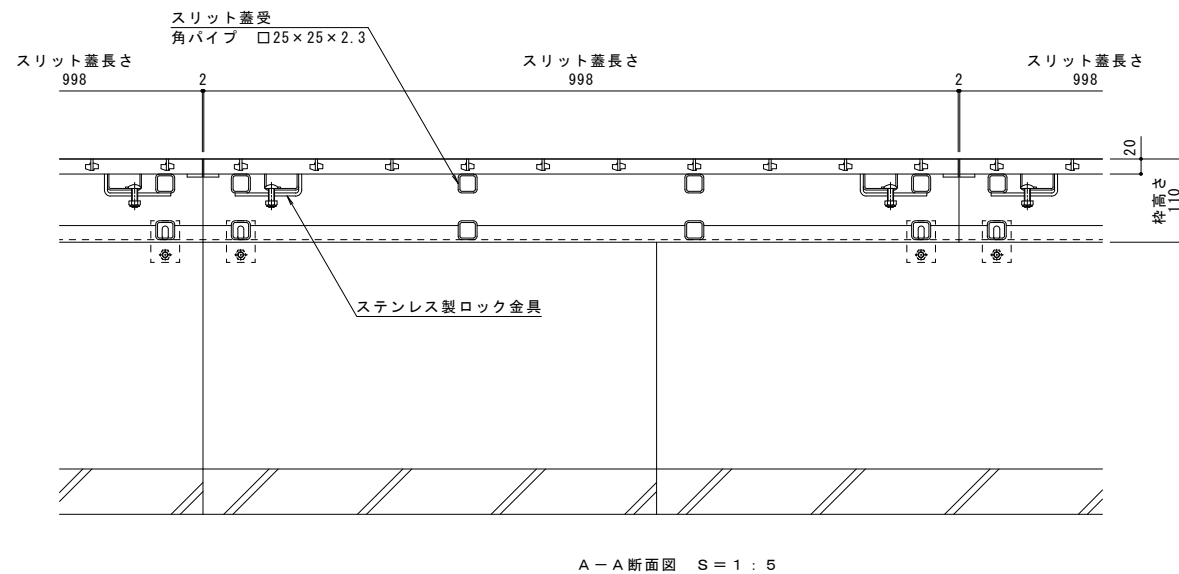 スリット蓋受
角パイプ 口25×25×2.3
スリット蓋長さ
998
2
スリット蓋長さ
998
2
スリット蓋長さ
998
20
枠高さ
110
ステンレス製ロック金具
A-A断面図 S=1:5